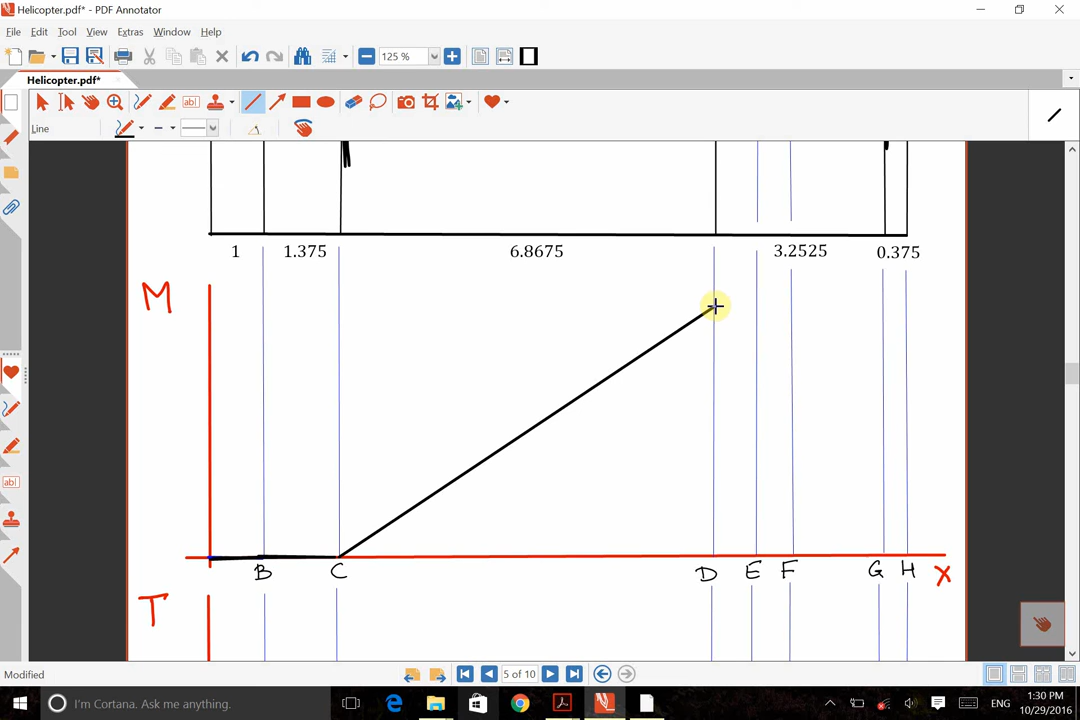 Helicopter.pdf* - PDF Annotator
File Edit Tool View Extras Window Help
125 %
Helicopter.pdf*
Line
1 1.375 6.8675 3.2525 0.375
M
B C D E F G H X
T
Modified
5 of 10
I'm Cortana. Ask me anything.
ENG
1:30 PM
10/29/2016